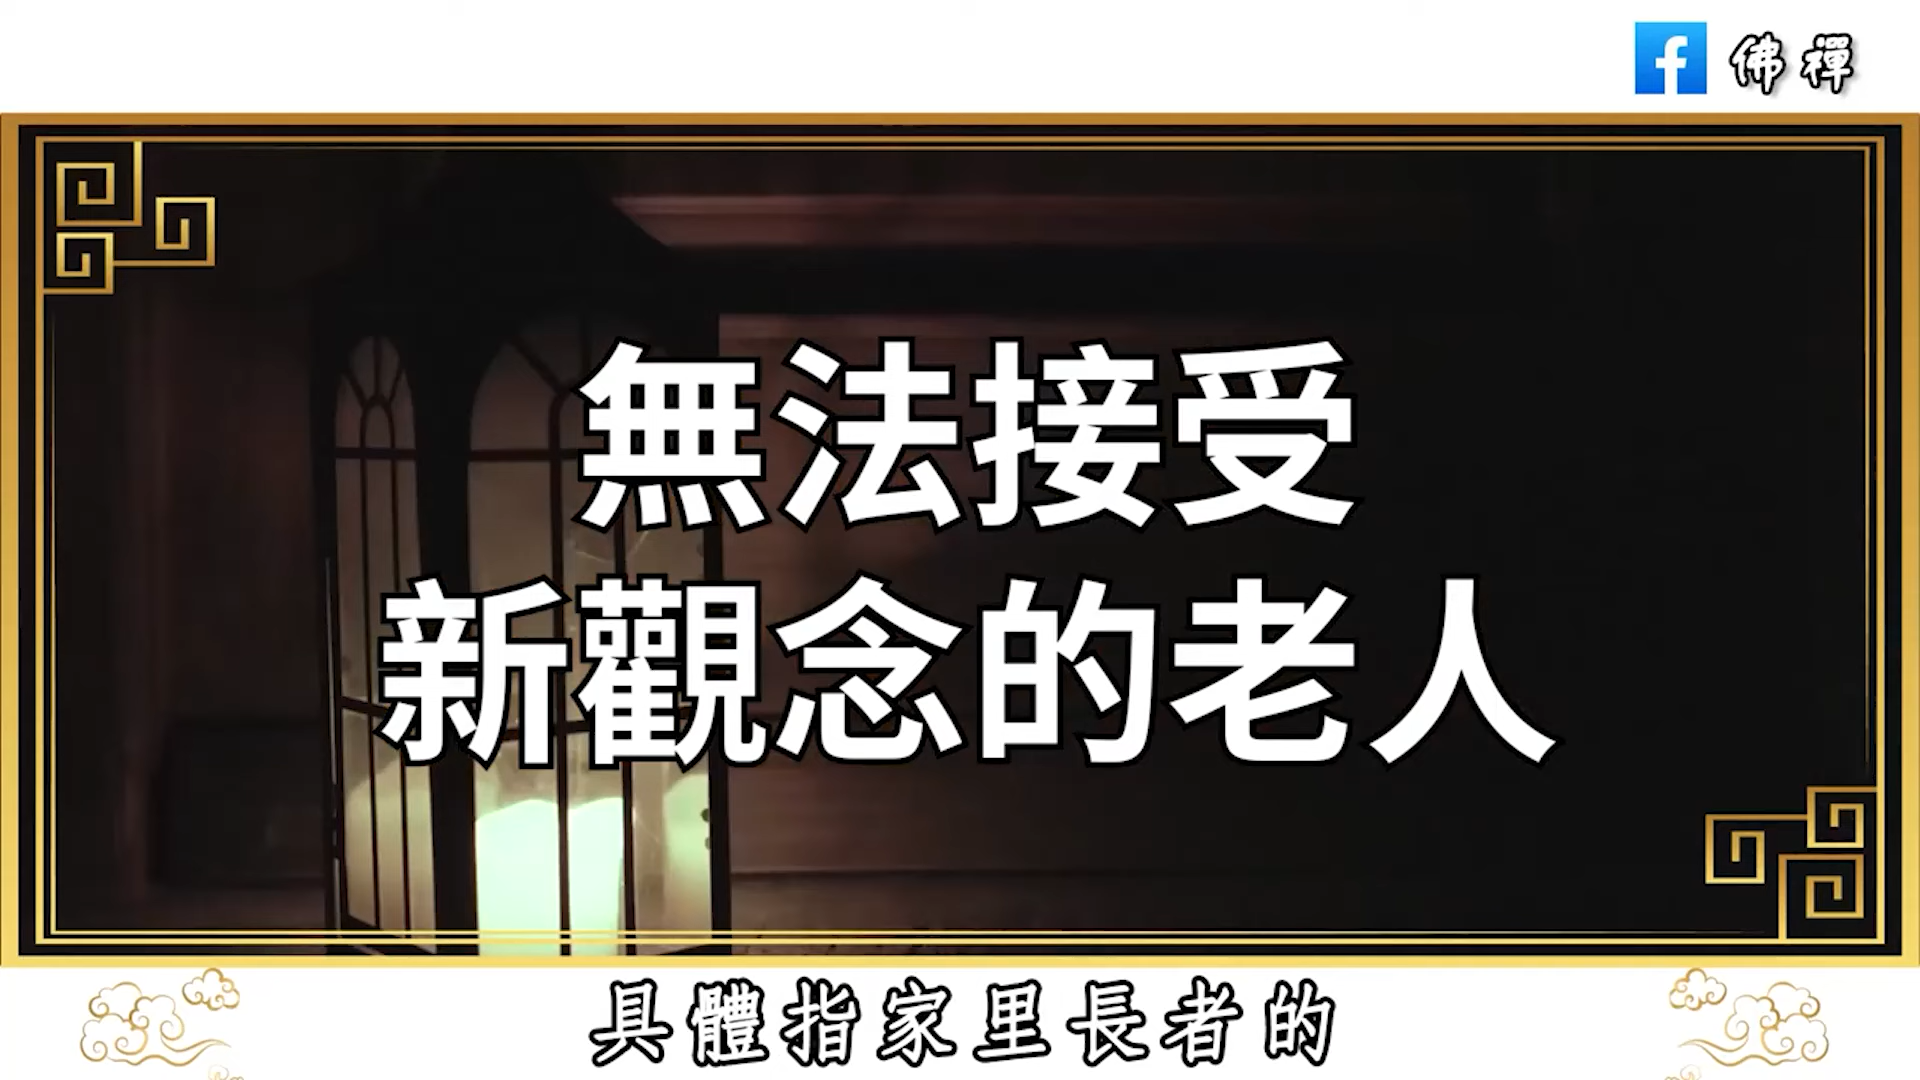 佛禪
無法接受
新觀念的老人
具體指家里長者的